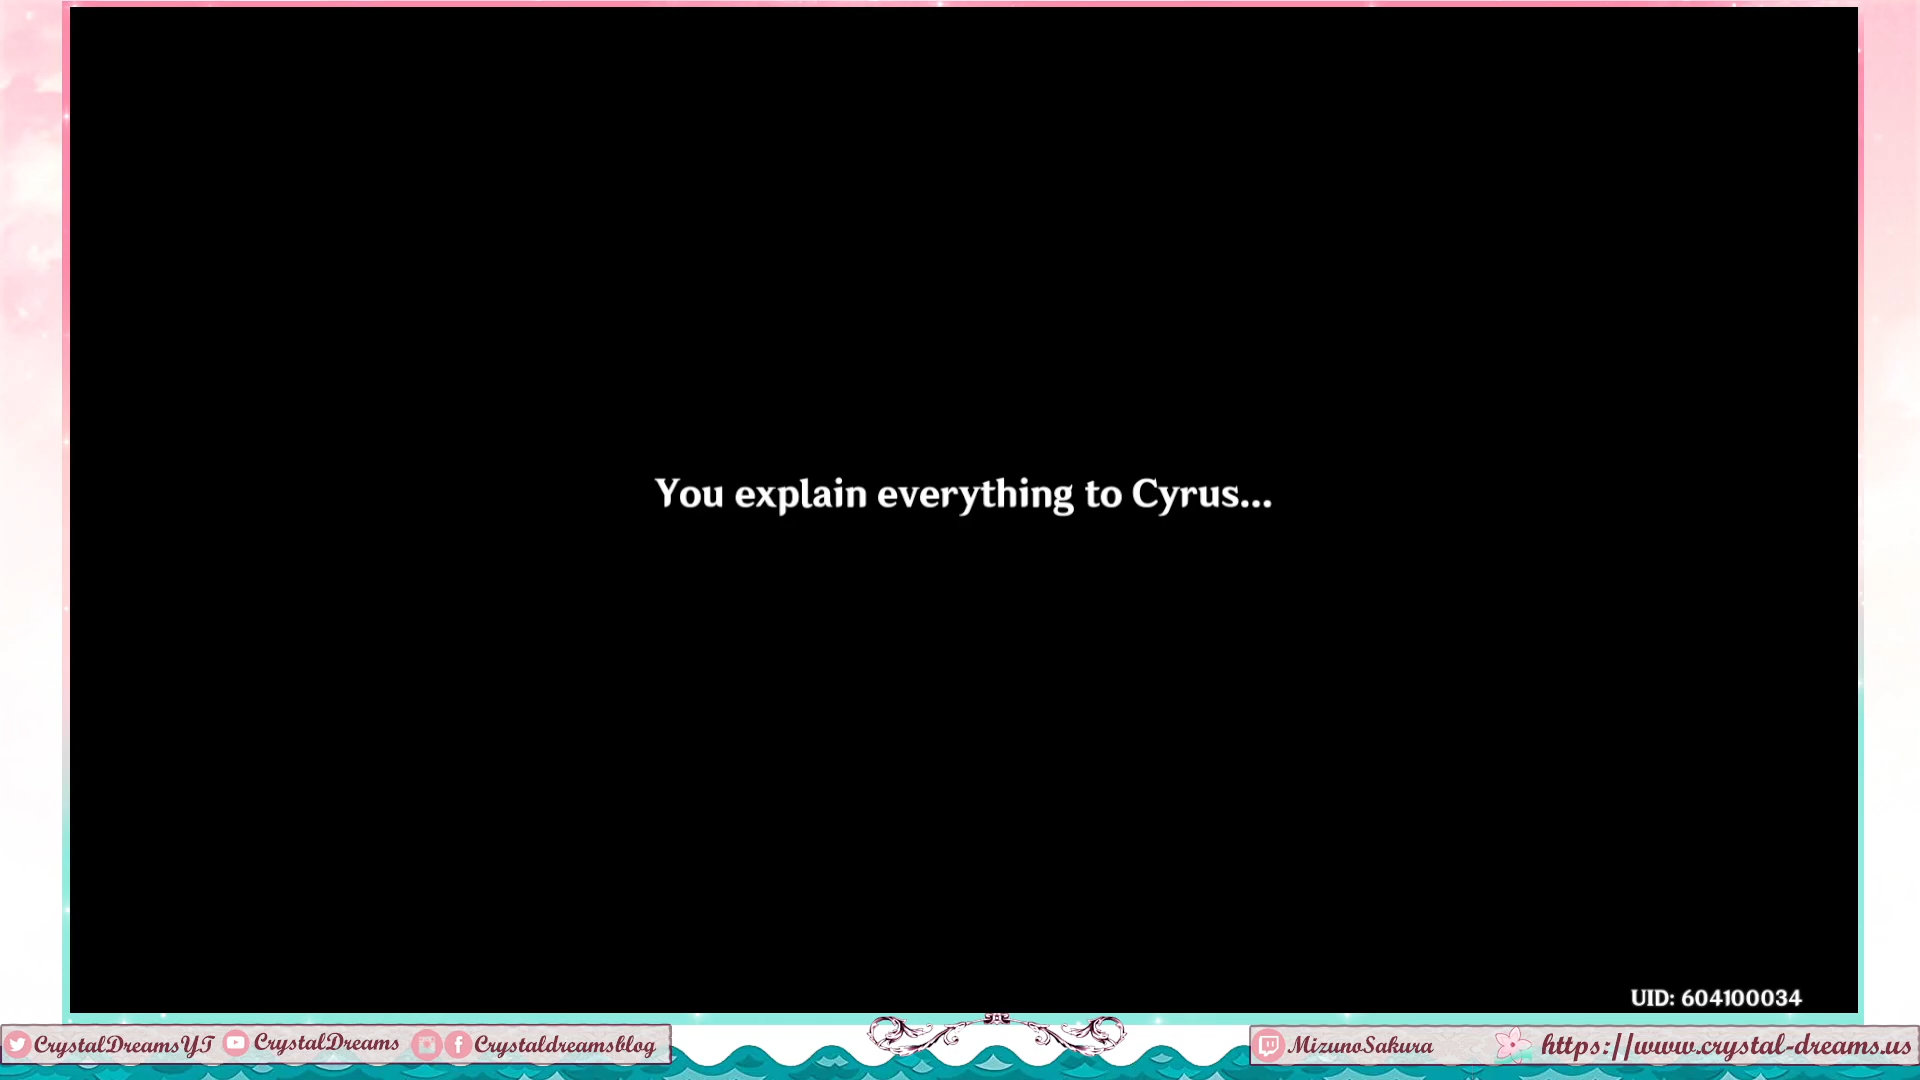 You explain everything to Cyrus...
UID: 604100034
CrystalDreamsYT CrystalDreams Crystaldreamsblog MizunoSakura https://www.crystal-dreams.us